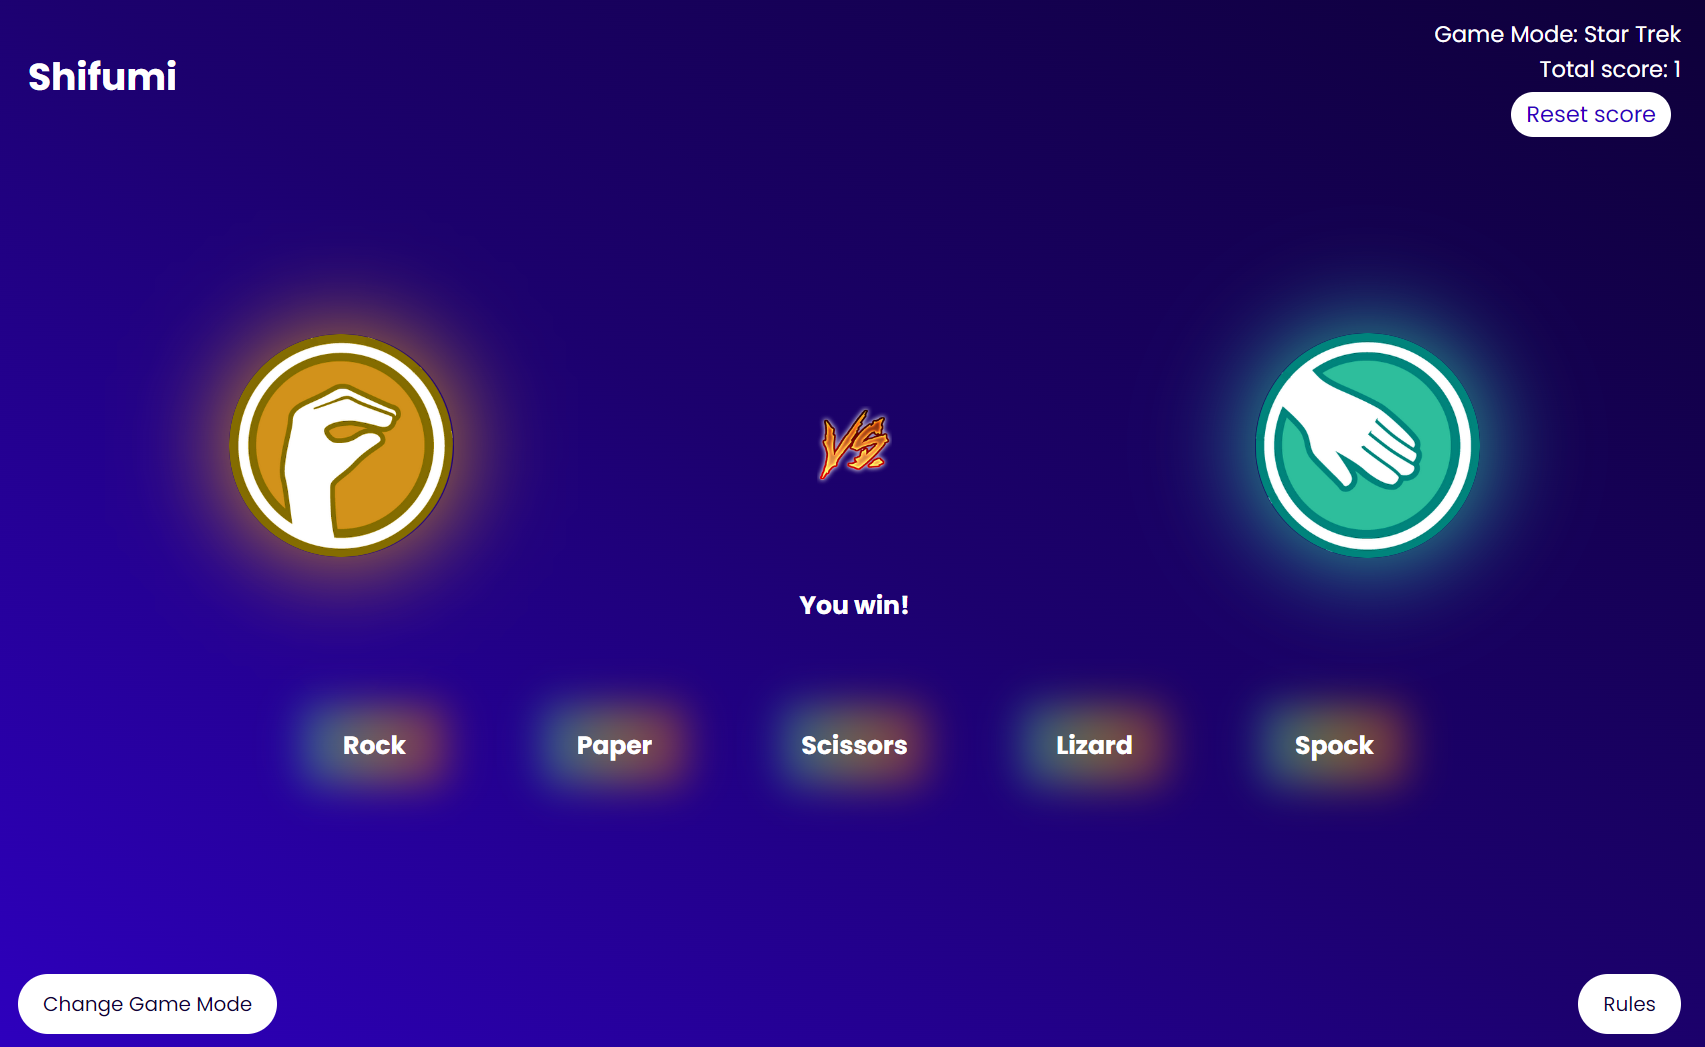 Shifumi
Game Mode: Star Trek
Total score: 1
Reset score
VS
You win!
Rock
Paper
Scissors
Lizard
Spock
Change Game Mode
Rules